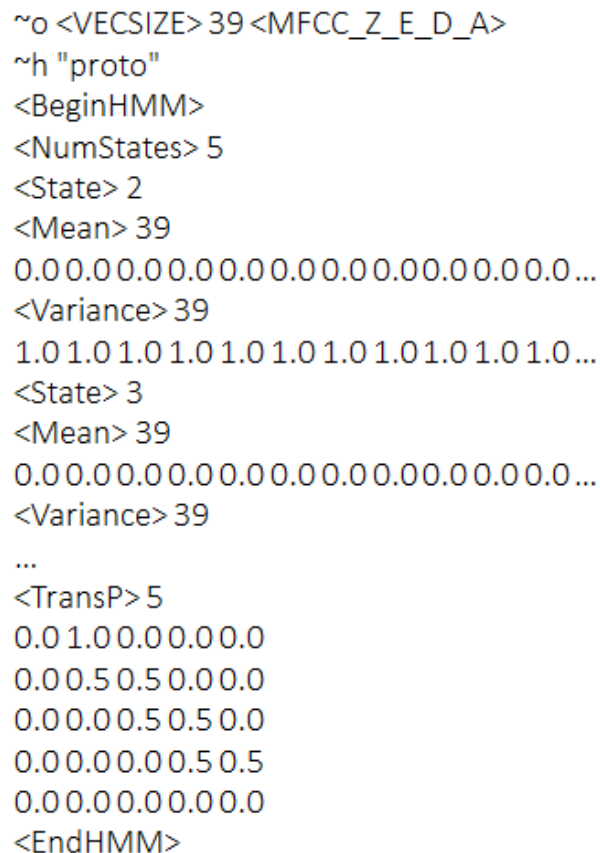 ~o <VECSIZE> 39 <MFCC_Z_E_D_A>
~h "proto"
<BeginHMM>
<NumStates> 5
<State> 2
<Mean> 39
0.0 0.0 0.0 0.0 0.0 0.0 0.0 0.0 0.0 0.0 0.0 ...
<Variance> 39
1.0 1.0 1.0 1.0 1.0 1.0 1.0 1.0 1.0 1.0 1.0 ...
<State> 3
<Mean> 39
0.0 0.0 0.0 0.0 0.0 0.0 0.0 0.0 0.0 0.0 0.0 ...
<Variance> 39
...
<TransP> 5
0.0 1.0 0.0 0.0 0.0
0.0 0.5 0.5 0.0 0.0
0.0 0.0 0.5 0.5 0.0
0.0 0.0 0.0 0.5 0.5
0.0 0.0 0.0 0.0 0.0
<EndHMM>